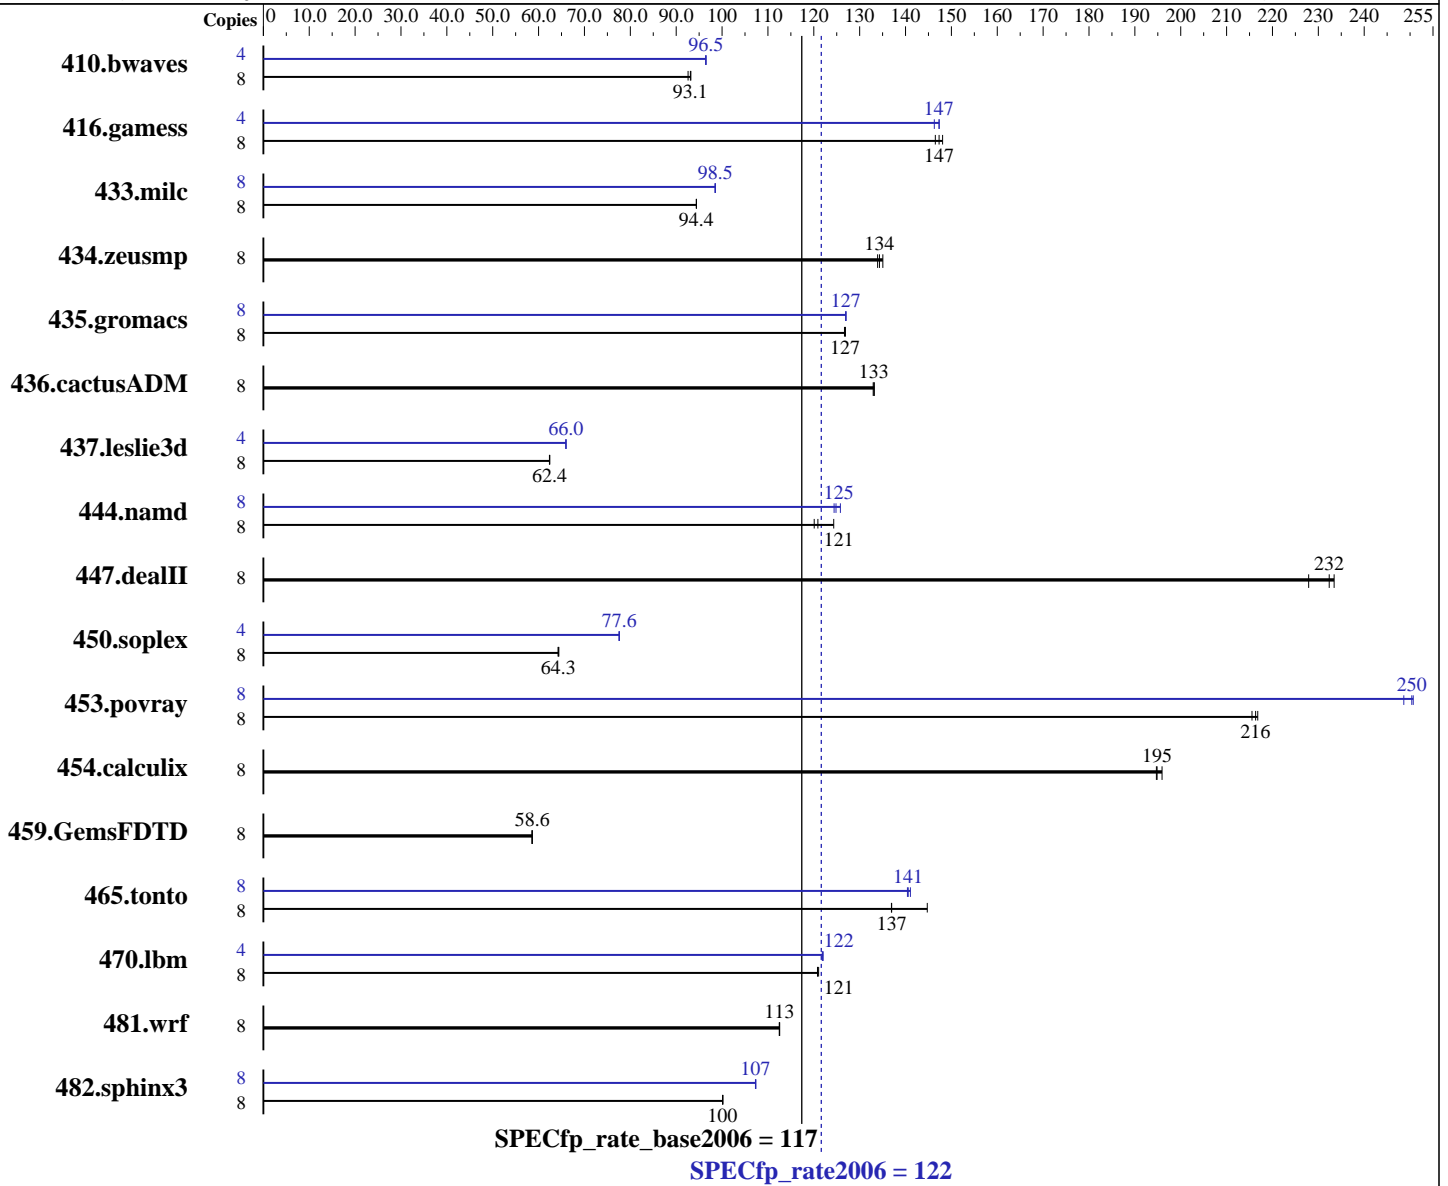 Copies 0 10.0 20.0 30.0 40.0 50.0 60.0 70.0 80.0 90.0 100 110 120 130 140 150 160 170 180 190 200 210 220 230 240 255
410.bwaves 4 96.5
8 93.1
416.gamess 4 147
8 147
433.milc 8 98.5
8 94.4
434.zeusmp 8 134
435.gromacs 8 127
8 127
436.cactusADM 8 133
437.leslie3d 4 66.0
8 62.4
444.namd 8 125
8 121
447.dealII 8 232
450.soplex 4 77.6
8 64.3
453.povray 8 250
8 216
454.calculix 8 195
459.GemsFDTD 8 58.6
465.tonto 8 141
8 137
470.lbm 4 122
8 121
481.wrf 8 113
482.sphinx3 8 107
8 100
SPECfp_rate_base2006 = 117
SPECfp_rate2006 = 122